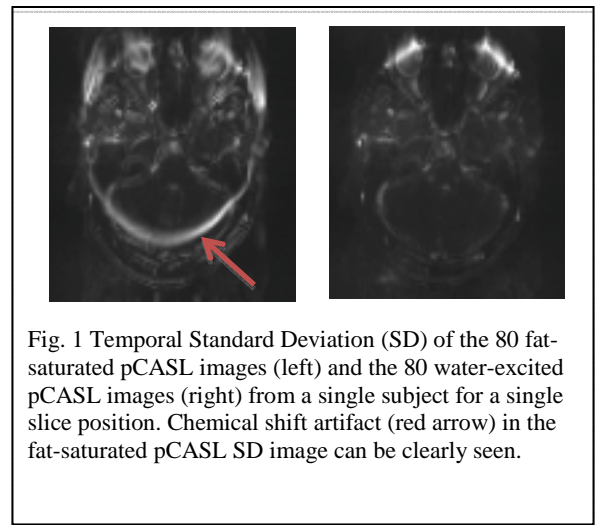 Fig. 1 Temporal Standard Deviation (SD) of the 80 fat-
saturated pCASL images (left) and the 80 water-excited
pCASL images (right) from a single subject for a single
slice position. Chemical shift artifact (red arrow) in the
fat-saturated pCASL SD image can be clearly seen.